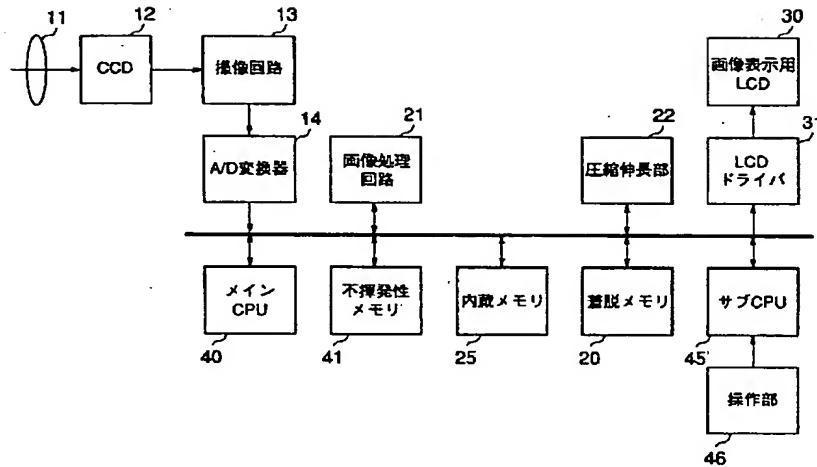 11
12
13
30
CCD
撮像回路
画像表示用
LCD
14
21
22
31
A/D変換器
画像処理
回路
圧縮伸長部
LCD
ドライバ
メイン
CPU
不揮発性
メモリ
内蔵メモリ
着脱メモリ
サブCPU
40
41
25
20
45
操作部
46